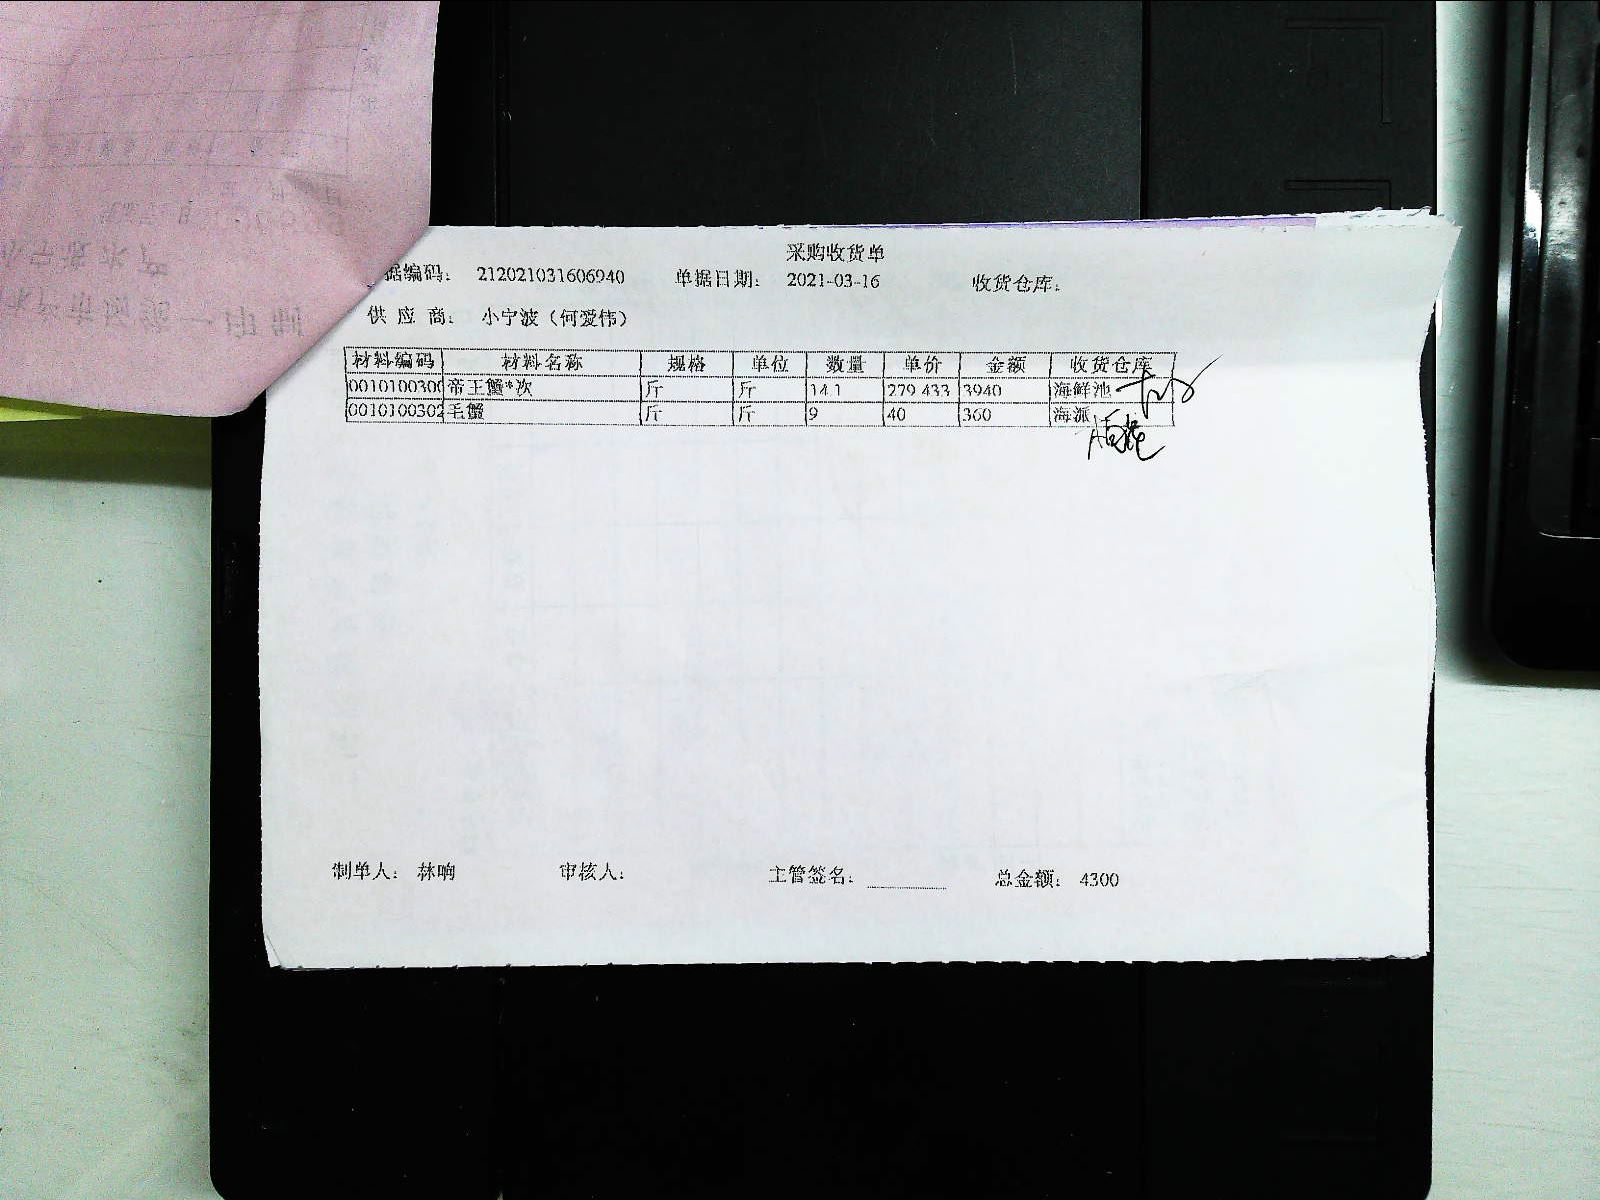 采购收货单
据编码： 212021031606940 单据日期： 2021-03-16 收货仓库：
供 应 商： 小宁波（何爱伟）
材料编码 材料名称 规格 单位 数量 单价 金额 收货仓库
0010100300 帝王蟹*次 斤 斤 14.1 279.433 3940 海鲜池
0010100302 毛蟹 斤 斤 9 40 360 海派
制单人： 林响 审核人： 主管签名： 总金额： 4300